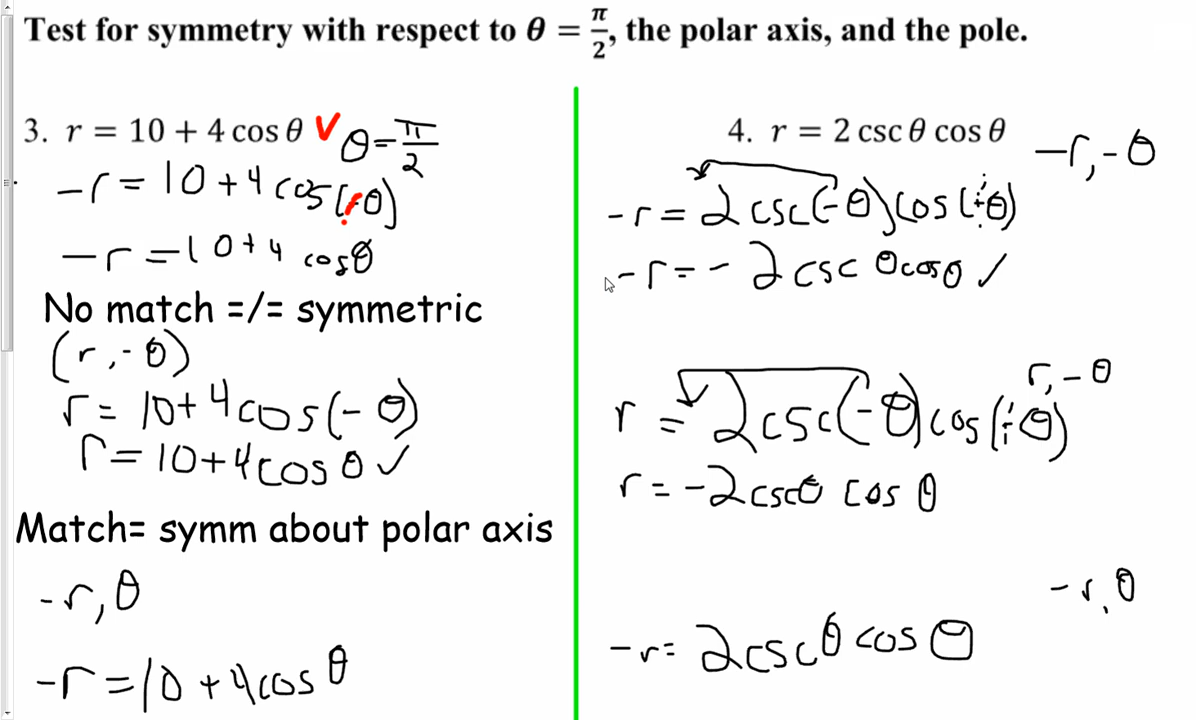 Test for symmetry with respect to θ = π/2, the polar axis, and the pole.
3. r = 10 + 4 cos θ
θ = π/2
-r = 10 + 4 cos(-θ)
-r = 10 + 4 cosθ
No match =/= symmetric
(r, -θ)
r = 10 + 4 cos(-θ)
r = 10 + 4 cos θ ✓
Match= symm about polar axis
-r, θ
-r = 10 + 4 cos θ
4. r = 2 csc θ cos θ
-r, -θ
-r = 2 csc(-θ) cos(-θ)
-r = - 2 csc θ cos θ ✓
r, -θ
r = 2 csc(-θ) cos(-θ)
r = -2 csc θ cos θ
-r, θ
-r = 2 csc θ cos θ